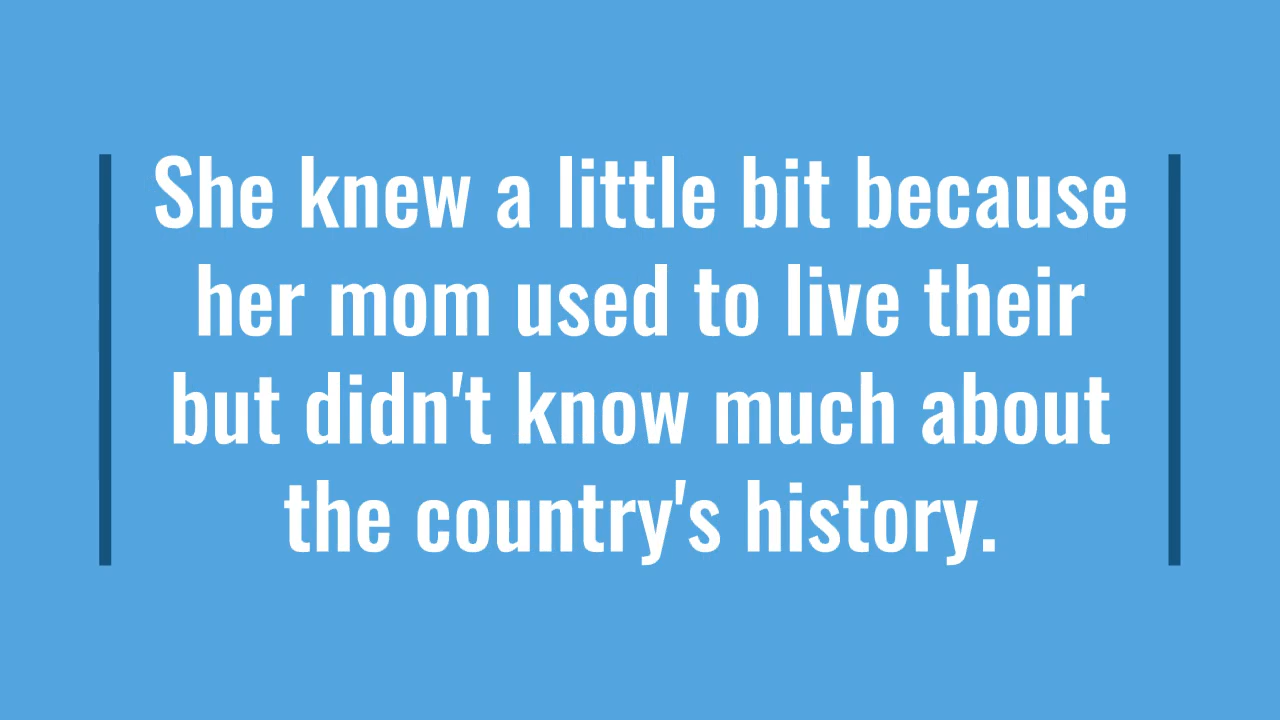 She knew a little bit because
her mom used to live their
but didn't know much about
the country's history.